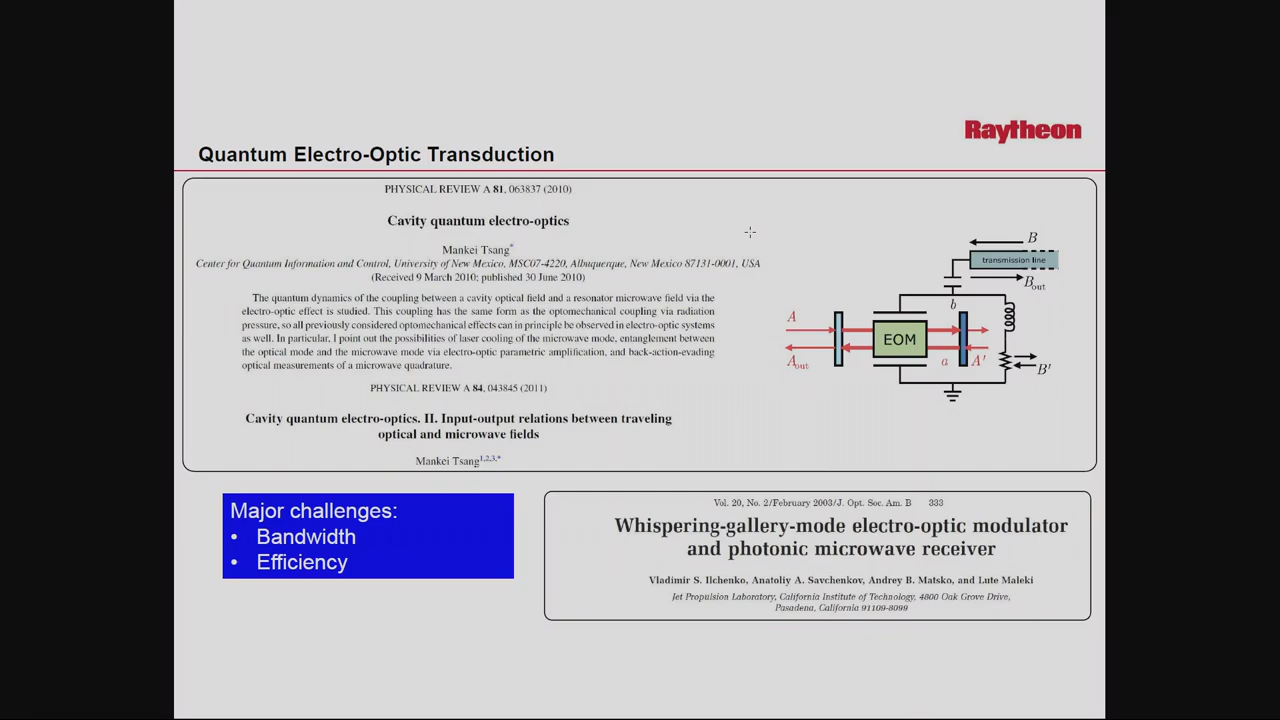 Raytheon
Quantum Electro-Optic Transduction
PHYSICAL REVIEW A 81, 063837 (2010)
Cavity quantum electro-optics
Mankei Tsang*
Center for Quantum Information and Control, University of New Mexico, MSC07-4220, Albuquerque, New Mexico 87131-0001, USA
(Received 9 March 2010; published 30 June 2010)
The quantum dynamics of the coupling between a cavity optical field and a resonator microwave field via the
electro-optic effect is studied. This coupling has the same form as the optomechanical coupling via radiation
pressure, so all previously considered optomechanical effects can in principle be observed in electro-optic systems
as well. In particular, I point out the possibilities of laser cooling of the microwave mode, entanglement between
the optical mode and the microwave mode via electro-optic parametric amplification, and back-action-evading
optical measurements of a microwave quadrature.
PHYSICAL REVIEW A 84, 043845 (2011)
Cavity quantum electro-optics. II. Input-output relations between traveling
optical and microwave fields
Mankei Tsang1,2,3,*
B
transmission line
Bout
b
A
EOM
Aout
a
A'
B'
Major challenges:
• Bandwidth
• Efficiency
Vol. 20, No. 2/February 2003/J. Opt. Soc. Am. B 333
Whispering-gallery-mode electro-optic modulator
and photonic microwave receiver
Vladimir S. Ilchenko, Anatoliy A. Savchenkov, Andrey B. Matsko, and Lute Maleki
Jet Propulsion Laboratory, California Institute of Technology, 4800 Oak Grove Drive,
Pasadena, California 91109-8099